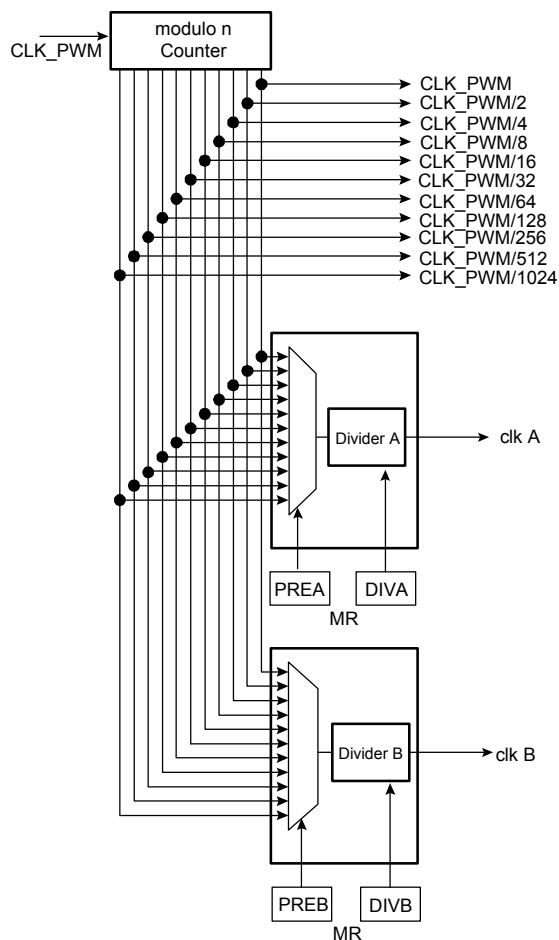 modulo n
Counter
CLK_PWM
CLK_PWM
CLK_PWM/2
CLK_PWM/4
CLK_PWM/8
CLK_PWM/16
CLK_PWM/32
CLK_PWM/64
CLK_PWM/128
CLK_PWM/256
CLK_PWM/512
CLK_PWM/1024
Divider A
clk A
PREA
DIVA
MR
Divider B
clk B
PREB
DIVB
MR